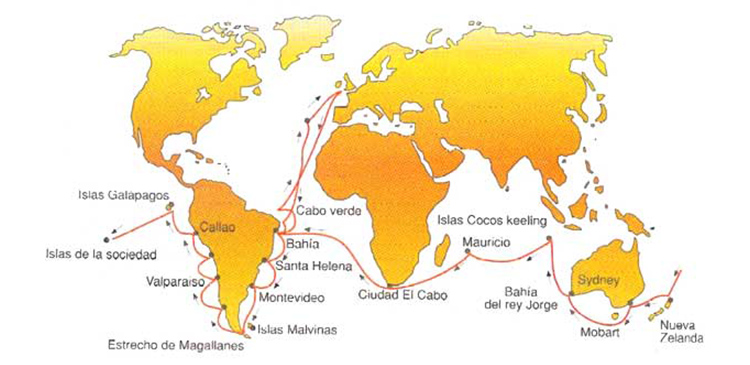 Islas Galápagos
Cabo verde
Islas Cocos keeling
Callao
Bahía
Mauricio
Islas de la sociedad
Santa Helena
Valparaiso
Sydney
Montevideo
Ciudad El Cabo
Bahía
del rey Jorge
Islas Malvinas
Mobart
Nueva
Zelanda
Estrecho de Magallanes